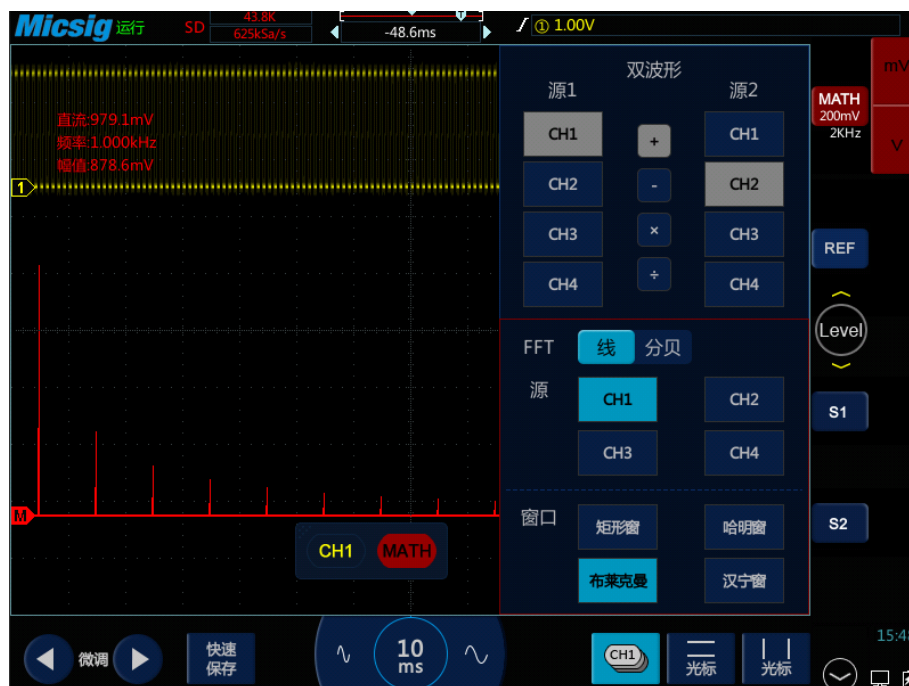 Micsig 运行 SD 43.8K
625kSa/s
-48.6ms
T
① 1.00V
直流:979.1mV
频率:1.000kHz
幅值:878.6mV
1
M
CH1 MATH
双波形
源1 源2
CH1 + CH1
CH2 - CH2
CH3 × CH3
CH4 ÷ CH4
FFT 线 分贝
源 CH1 CH2
CH3 CH4
窗口 矩形窗 哈明窗
布莱克曼 汉宁窗
MATH
200mV
2KHz
mV
V
REF
Level
S1
S2
微调
快速
保存
10
ms
CH1
光标
光标
15:48